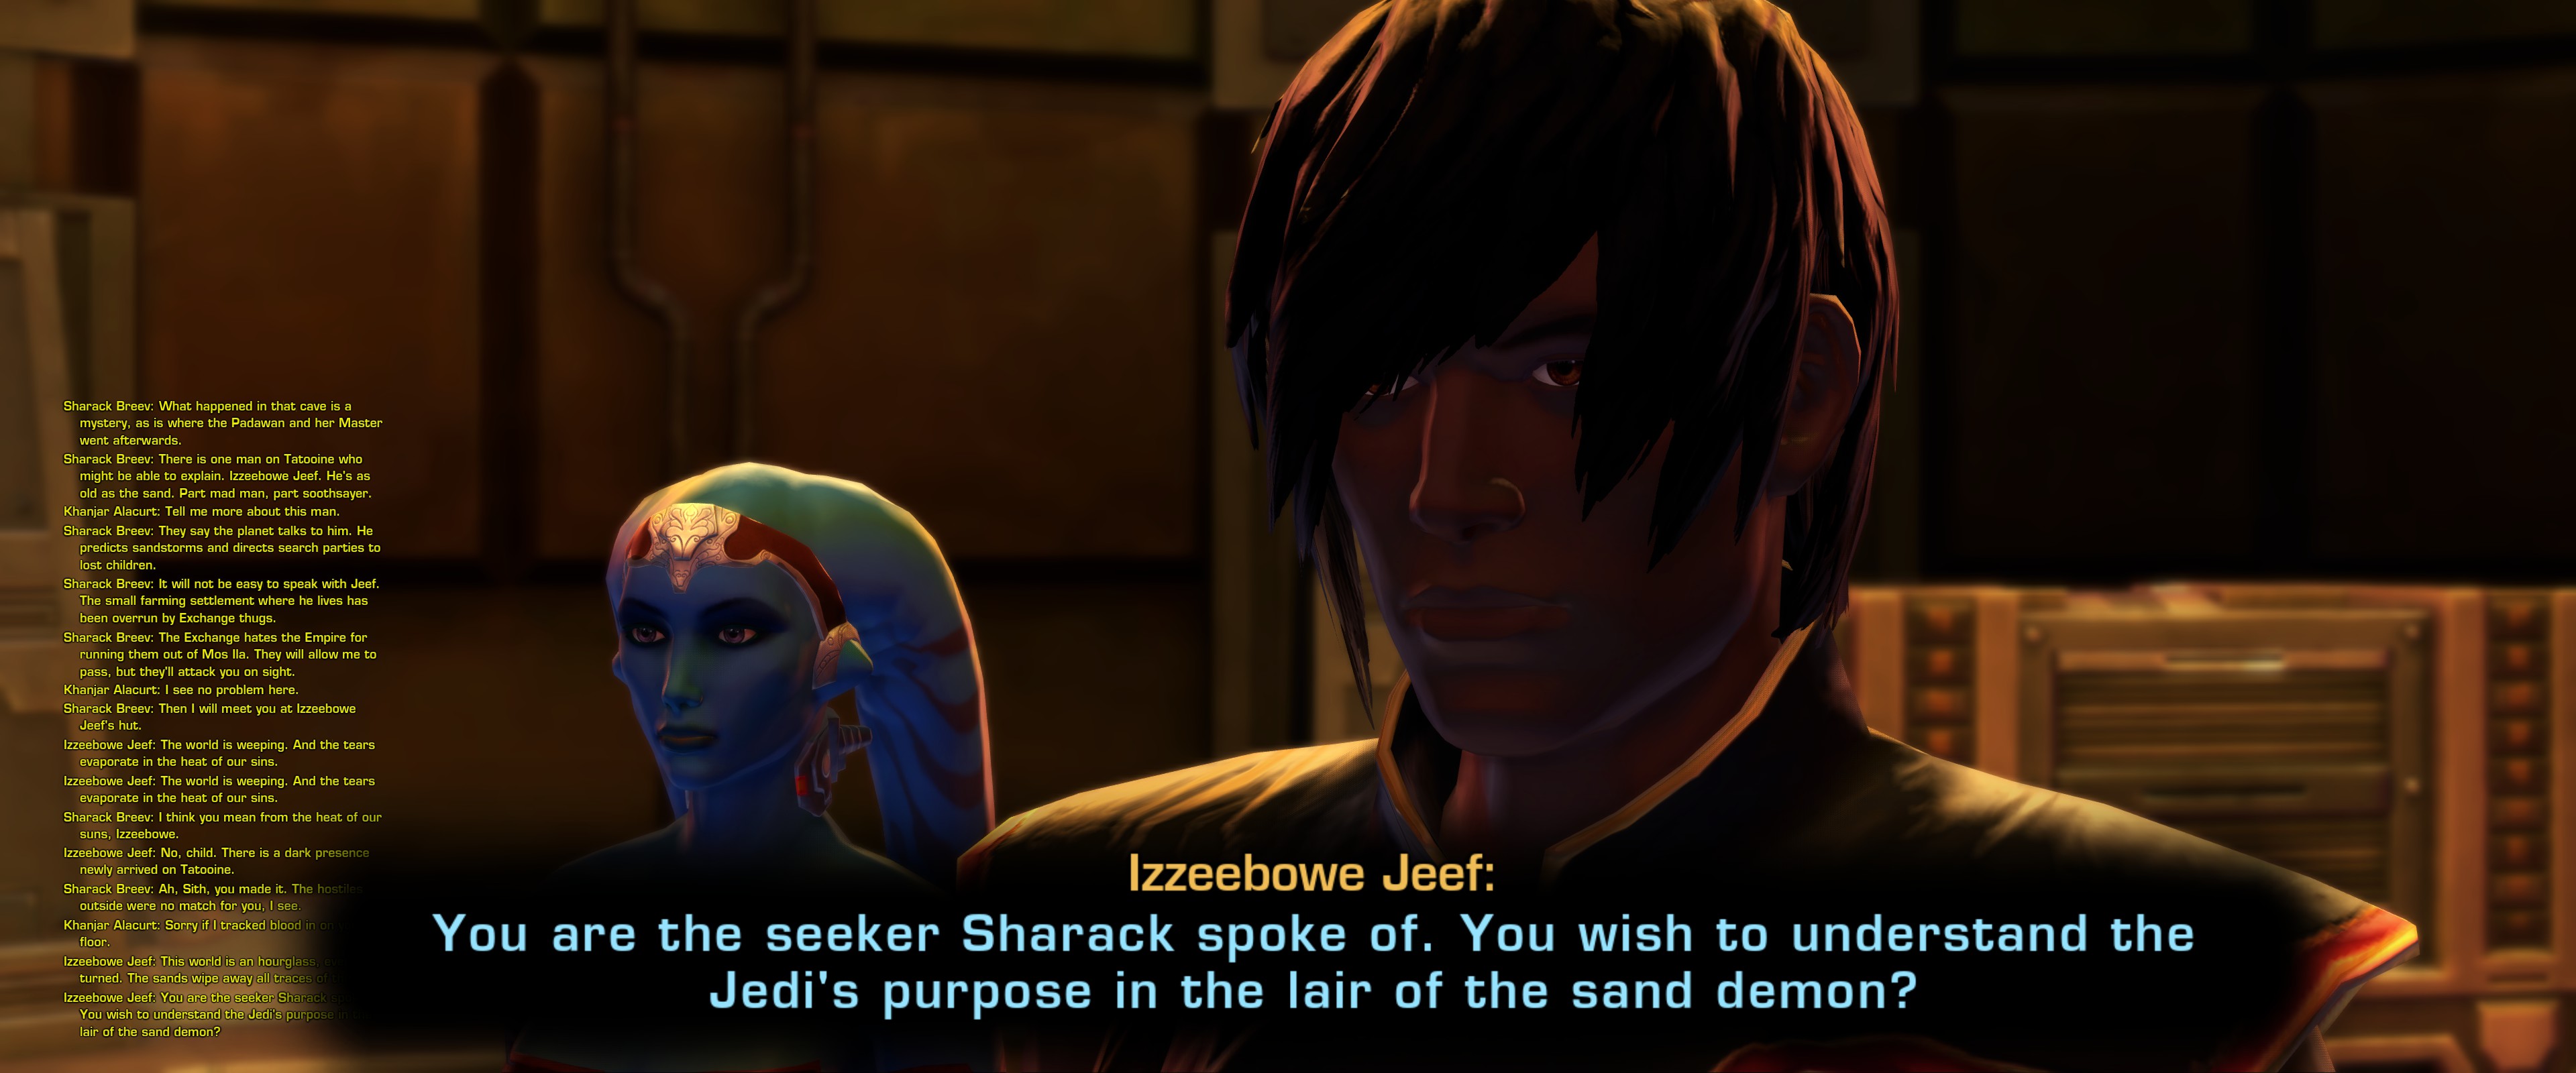 Sharack Breev: What happened in that cave is a
mystery, as is where the Padawan and her Master
went afterwards.
Sharack Breev: There is one man on Tatooine who
might be able to explain. Izzeebowe Jeef. He's as
old as the sand. Part mad man, part soothsayer.
Khanjar Alacurt: Tell me more about this man.
Sharack Breev: They say the planet talks to him. He
predicts sandstorms and directs search parties to
lost children.
Sharack Breev: It will not be easy to speak with Jeef.
The small farming settlement where he lives has
been overrun by Exchange thugs.
Sharack Breev: The Exchange hates the Empire for
running them out of Mos Ila. They will allow me to
pass, but they'll attack you on sight.
Khanjar Alacurt: I see no problem here.
Sharack Breev: Then I will meet you at Izzeebowe
Jeef's hut.
Izzeebowe Jeef: The world is weeping. And the tears
evaporate in the heat of our sins.
Izzeebowe Jeef: The world is weeping. And the tears
evaporate in the heat of our sins.
Sharack Breev: I think you mean from the heat of our
suns, Izzeebowe.
Izzeebowe Jeef: No, child. There is a dark presence
newly arrived on Tatooine.
Sharack Breev: Ah, Sith, you made it. The hostiles
outside were no match for you, I see.
Khanjar Alacurt: Sorry if I tracked blood in on
floor.
Izzeebowe Jeef: This world is an hourglass,
turned. The sands wipe away all traces of
Izzeebowe Jeef: You are the seeker Sharack
You wish to understand the Jedi's purpose in
lair of the sand demon?
Izzeebowe Jeef:
You are the seeker Sharack spoke of. You wish to understand the
Jedi's purpose in the lair of the sand demon?